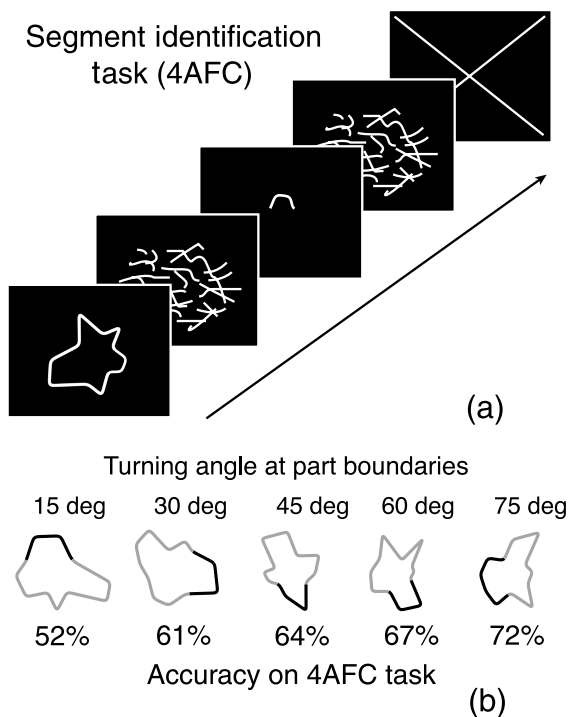 Segment identification
task (4AFC)
(a)
Turning angle at part boundaries
15 deg 30 deg 45 deg 60 deg 75 deg
52% 61% 64% 67% 72%
Accuracy on 4AFC task
(b)